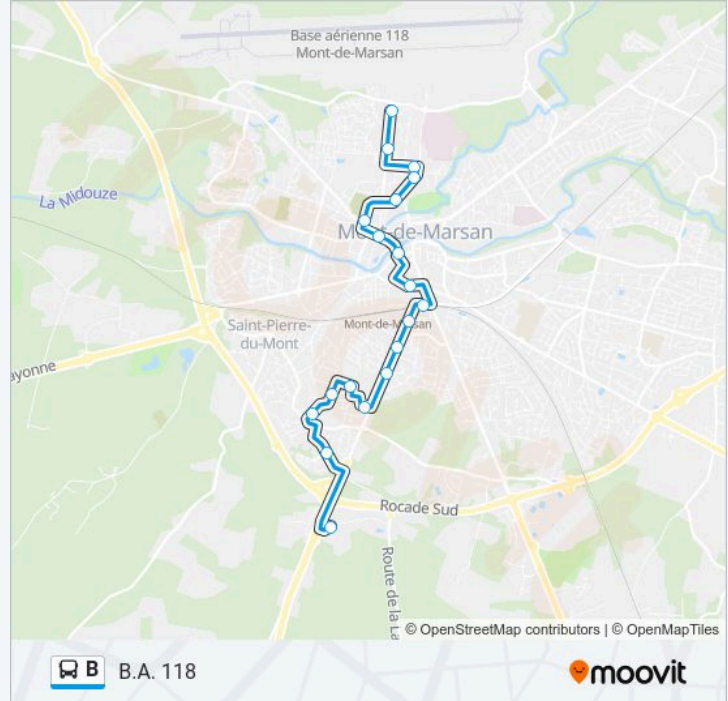 Base aérienne 118
Mont-de-Marsan
La Midouze
Mont-de-Marsan
Saint-Pierre-
du-Mont
Mont-de-Marsan
ayonne
Rocade Sud
Route de la La
© OpenStreetMap contributors | © OpenMapTiles
B B.A. 118
moovit